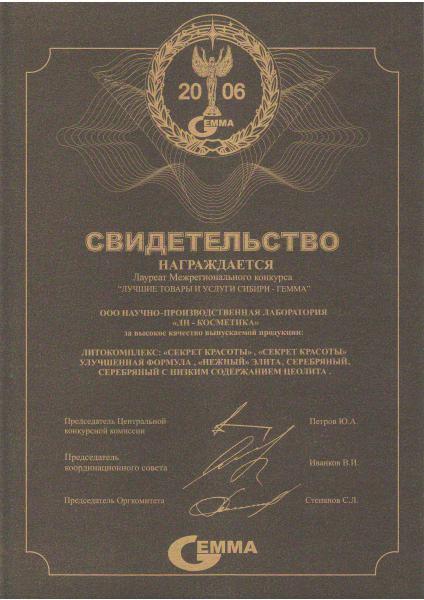 20 06
GEMMA
СВИДЕТЕЛЬСТВО
НАГРАЖДАЕТСЯ
Лауреат Межрегионального конкурса
"ЛУЧШИЕ ТОВАРЫ И УСЛУГИ СИБИРИ - ГЕММА"
ООО НАУЧНО-ПРОИЗВОДСТВЕННАЯ ЛАБОРАТОРИЯ
«ДН - КОСМЕТИКА»
за высокое качество выпускаемой продукции:
ЛИТОКОМПЛЕКС: «СЕКРЕТ КРАСОТЫ» , «СЕКРЕТ КРАСОТЫ»
УЛУЧШЕННАЯ ФОРМУЛА , «НЕЖНЫЙ» ЭЛИТА, СЕРЕБРЯНЫЙ,
СЕРЕБРЯНЫЙ С НИЗКИМ СОДЕРЖАНИЕМ ЦЕОЛИТА .
Председатель Центральной
конкурсной комиссии
Петров Ю.А.
Председатель
координационного совета
Иванков В.И.
Председатель Оргкомитета
Степанов С.Л.
GEMMA